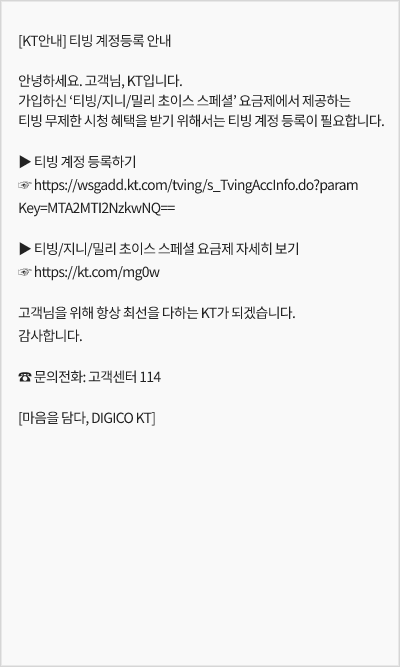 [KT안내] 티빙 계정등록 안내
안녕하세요. 고객님, KT입니다.
가입하신 ‘티빙/지니/밀리 초이스 스페셜’ 요금제에서 제공하는
티빙 무제한 시청 혜택을 받기 위해서는 티빙 계정 등록이 필요합니다.
▶ 티빙 계정 등록하기
☞ https://wsgadd.kt.com/tving/s_TvingAccInfo.do?param
Key=MTA2MTI2NzkwNQ==
▶ 티빙/지니/밀리 초이스 스페셜 요금제 자세히 보기
☞ https://kt.com/mg0w
고객님을 위해 항상 최선을 다하는 KT가 되겠습니다.
감사합니다.
☎ 문의전화: 고객센터 114
[마음을 담다, DIGICO KT]